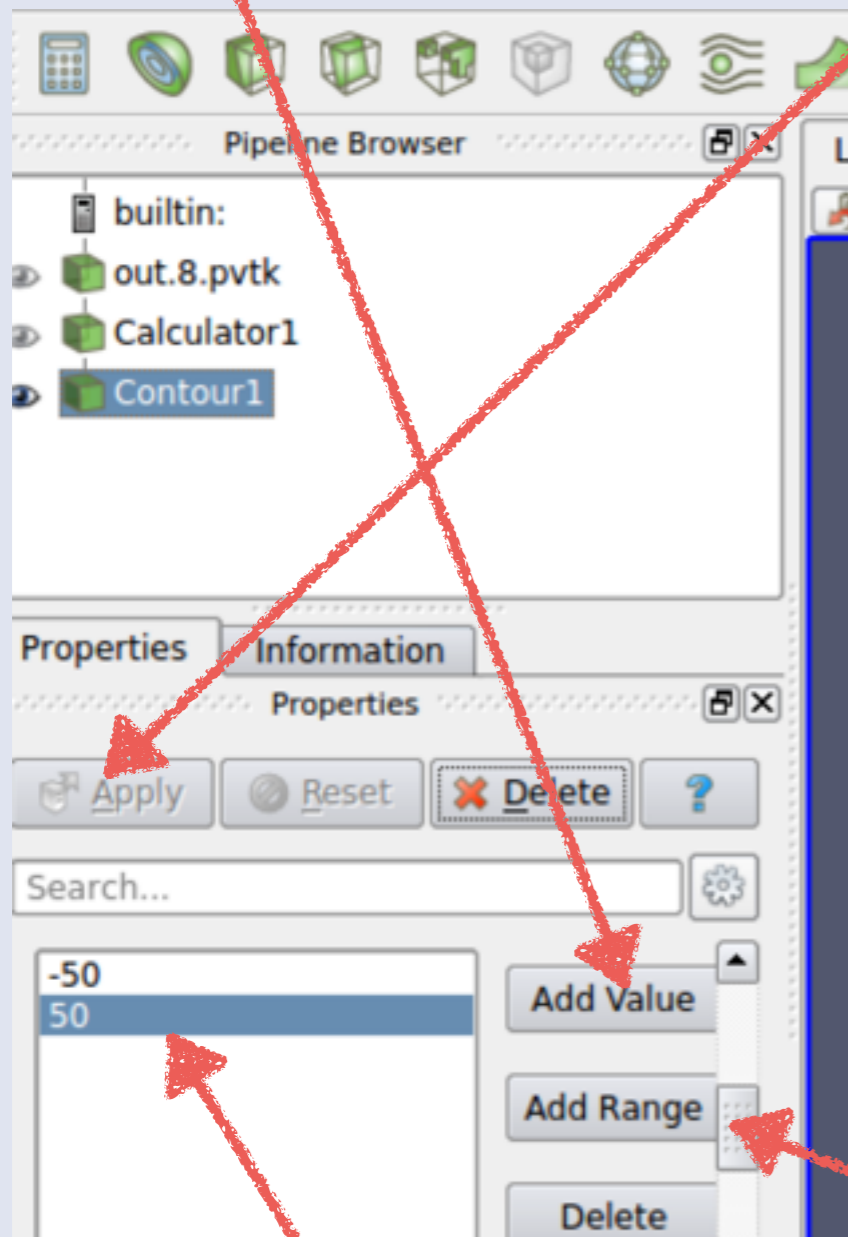 Pipeline Browser
L
builtin:
out.8.pvtk
Calculator1
Contour1
Properties
Information
Properties
Apply
Reset
Delete
?
Search...
-50
50
Add Value
Add Range
Delete